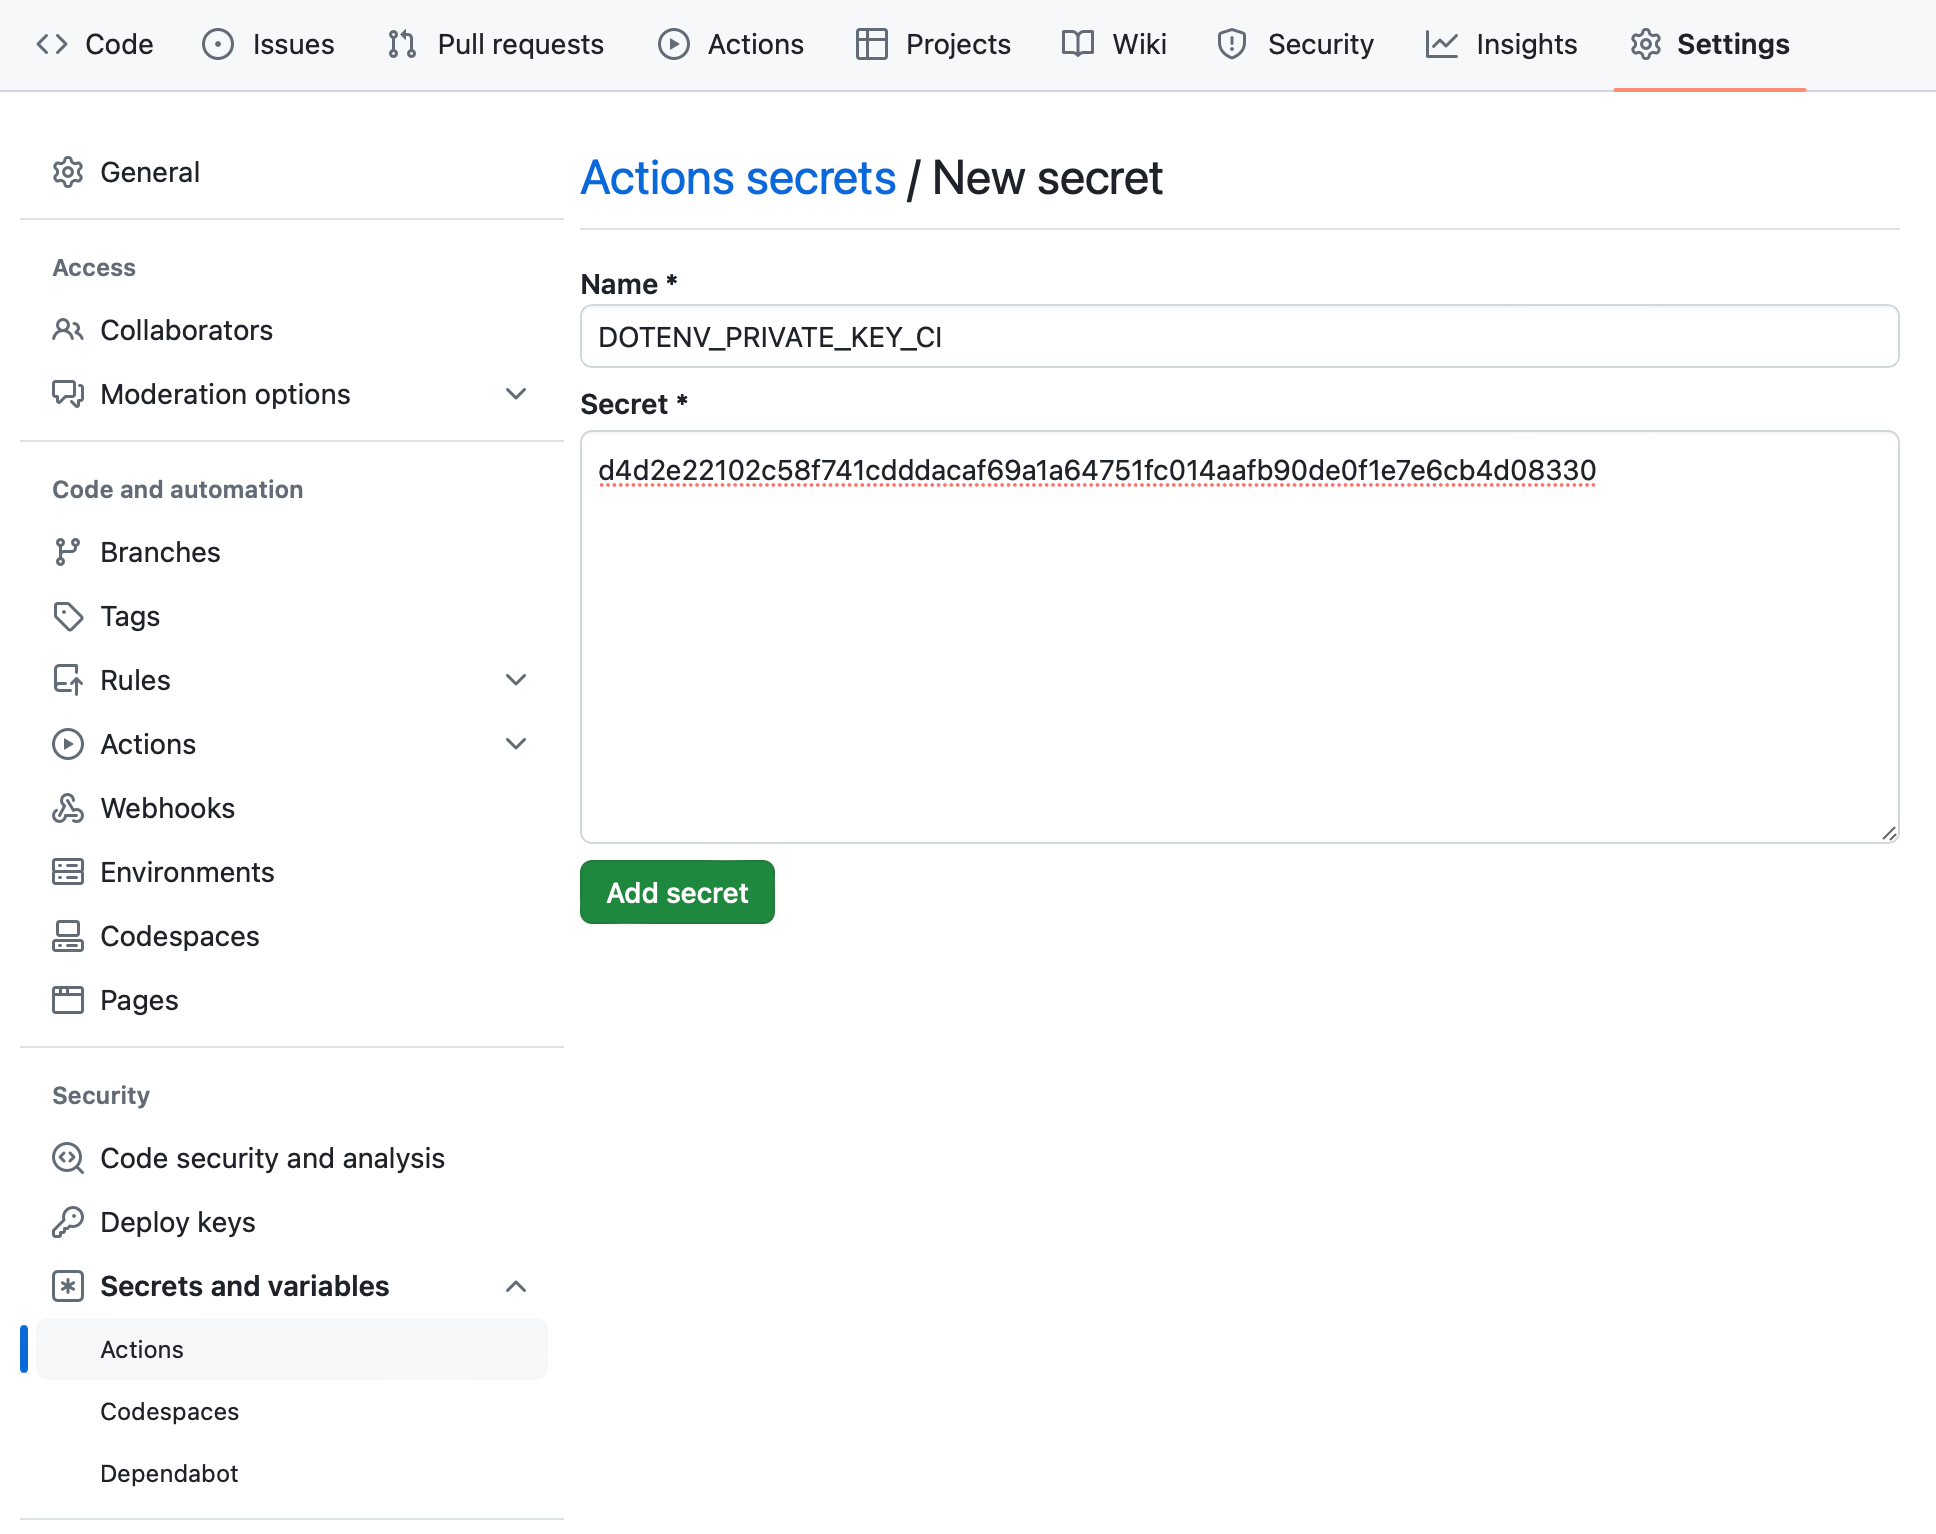 Code Issues Pull requests Actions Projects Wiki Security Insights Settings
General
Access
Collaborators
Moderation options
Code and automation
Branches
Tags
Rules
Actions
Webhooks
Environments
Codespaces
Pages
Security
Code security and analysis
Deploy keys
Secrets and variables
Actions
Codespaces
Dependabot
Actions secrets / New secret
Name *
DOTENV_PRIVATE_KEY_CI
Secret *
d4d2e22102c58f741cdddacaf69a1a64751fc014aafb90de0f1e7e6cb4d08330
Add secret